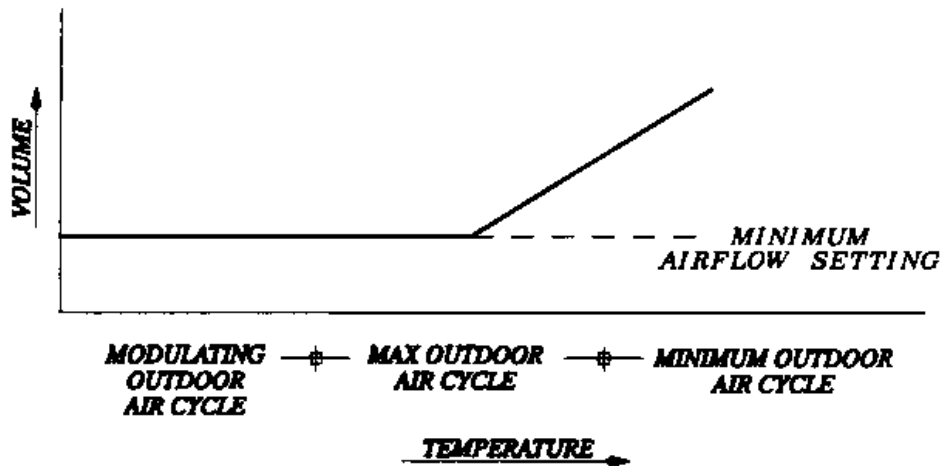 VOLUME
MINIMUM
AIRFLOW SETTING
MODULATING
OUTDOOR
AIR CYCLE
MAX OUTDOOR
AIR CYCLE
MINIMUM OUTDOOR
AIR CYCLE
TEMPERATURE